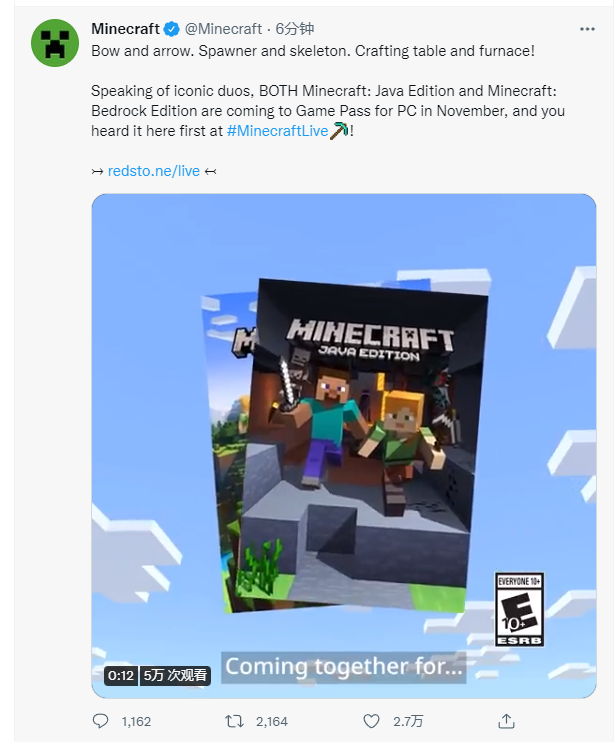 Minecraft @Minecraft · 6分钟
Bow and arrow. Spawner and skeleton. Crafting table and furnace!
Speaking of iconic duos, BOTH Minecraft: Java Edition and Minecraft:
Bedrock Edition are coming to Game Pass for PC in November, and you
heard it here first at #MinecraftLive!
↣ redsto.ne/live ↢
M
MINECRAFT
JAVA EDITION
EVERYONE 10+
E
10+
ESRB
Coming together for...
0:12 5万 次观看
1,162 2,164 2.7万